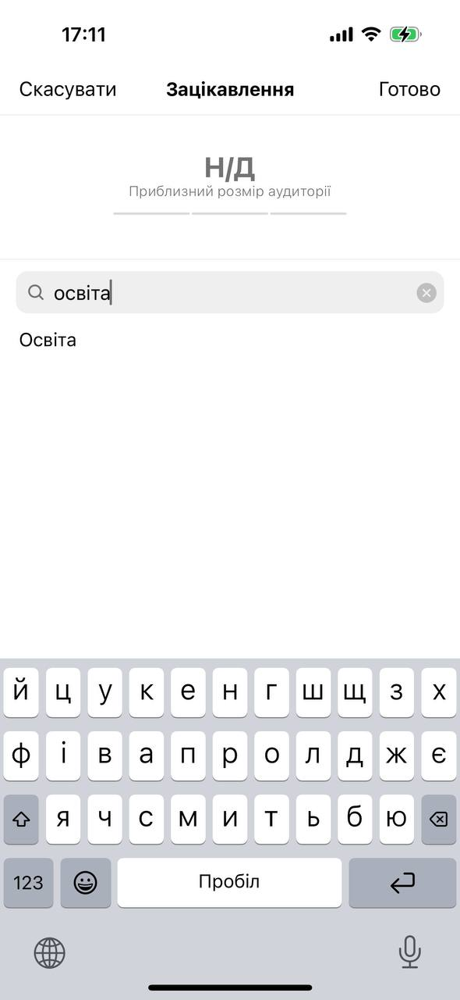 17:11
Скасувати Зацікавлення Готово
Н/Д
Приблизний розмір аудиторії
освіта
Освіта
й ц у к е н г ш щ з х
ф і в а п р о л д ж є
я ч с м и т ь б ю
123 Пробіл